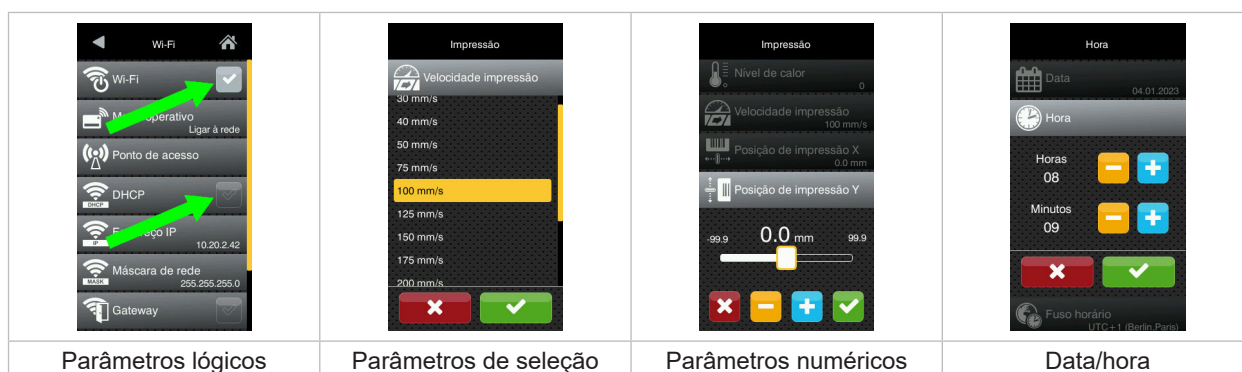 Wi-Fi
Wi-Fi
operativo
Ligar à rede
Ponto de acesso
DHCP
DHCP
IP
IP
10.20.2.42
Máscara de rede
MASK
255.255.255.0
Gateway
Parâmetros lógicos
Impressão
Velocidade impressão
30 mm/s
40 mm/s
50 mm/s
75 mm/s
100 mm/s
125 mm/s
150 mm/s
175 mm/s
200 mm/s
Parâmetros de seleção
Impressão
Nível de calor
0
Velocidade impressão
100 mm/s
Posição de impressão X
0.0 mm
Posição de impressão Y
-99.9 0.0 mm 99.9
Parâmetros numéricos
Hora
Data
04.01.2023
Hora
Horas
08
Minutos
09
Fuso horário
UTC+1 (Berlin,Paris)
Data/hora